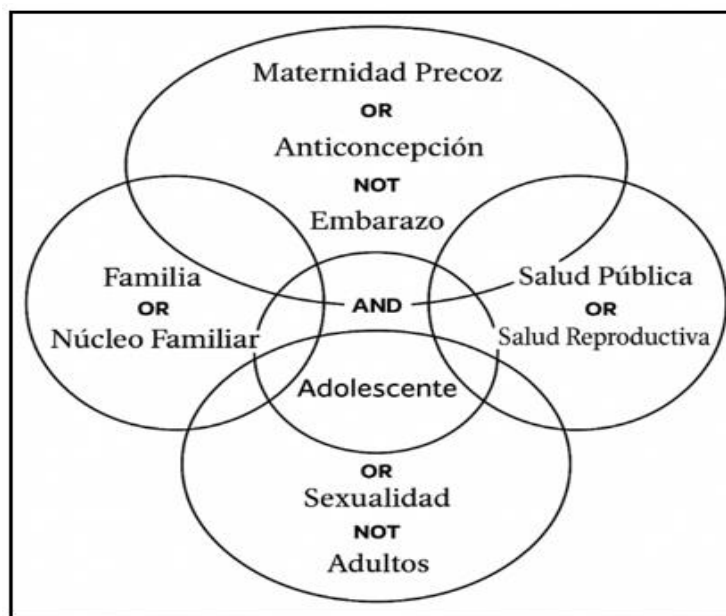 Maternidad Precoz
OR
Anticoncepción
NOT
Embarazo
Familia
OR
Núcleo Familiar
AND
Salud Pública
OR
Salud Reproductiva
Adolescente
OR
Sexualidad
NOT
Adultos